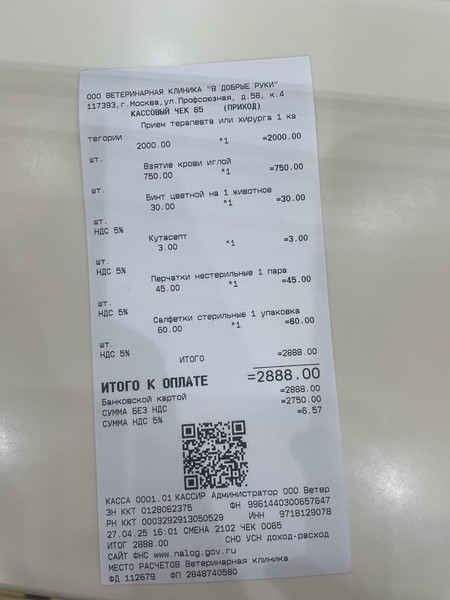 ООО ВЕТЕРИНАРНАЯ КЛИНИКА "В ДОБРЫЕ РУКИ"
117393,г.Москва,ул.Профсоюзная, д.58, к.4
КАССОВЫЙ ЧЕК 65 (ПРИХОД)
Прием терапевта или хирурга 1 ка
тегории
2000.00 *1 =2000.00
шт.
Взятие крови иглой
750.00 *1 =750.00
шт.
Бинт цветной на 1 животное
30.00 *1 =30.00
шт.
НДС 5%
Кутасепт
3.00 *1 =3.00
шт.
НДС 5%
Перчатки нестерильные 1 пара
45.00 *1 =45.00
шт.
НДС 5%
Салфетки стерильные 1 упаковка
60.00 *1 =60.00
шт.
НДС 5%
ИТОГО =2888.00
ИТОГО К ОПЛАТЕ =2888.00
Банковской картой =2888.00
СУММА БЕЗ НДС =2750.00
СУММА НДС 5% =6.57
КАССА 0001.01 КАССИР Администратор ООО Ветер
ЗН ККТ 0128062375 ФН 9961440300657647
РН ККТ 0003292913050529 ИНН 9718129078
27.04.25 16:01 СМЕНА 2102 ЧЕК 0065
ИТОГ 2888.00 СНО УСН доход-расход
САЙТ ФНС www.nalog.gov.ru
МЕСТО РАСЧЕТОВ Ветеринарная клиника
ФД 112679 ФП 2848740580